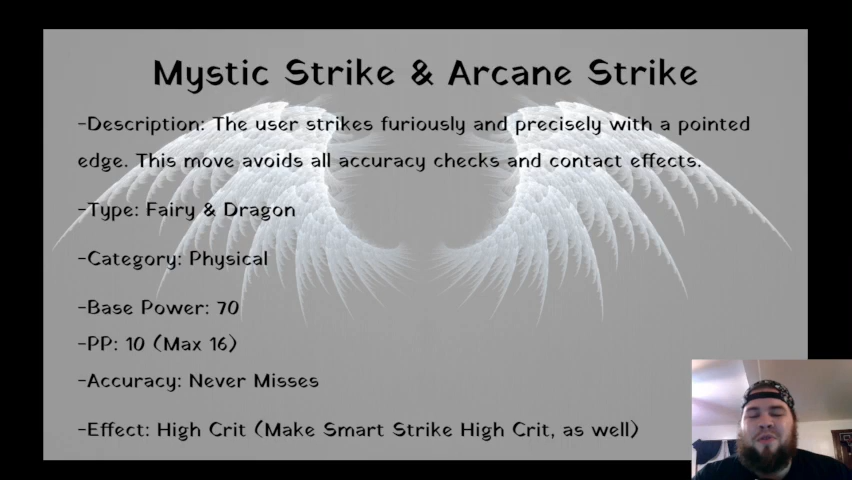 Mystic Strike & Arcane Strike
-Description: The user strikes furiously and precisely with a pointed
edge. This move avoids all accuracy checks and contact effects.
-Type: Fairy & Dragon
-Category: Physical
-Base Power: 70
-PP: 10 (Max 16)
-Accuracy: Never Misses
-Effect: High Crit (Make Smart Strike High Crit, as well)